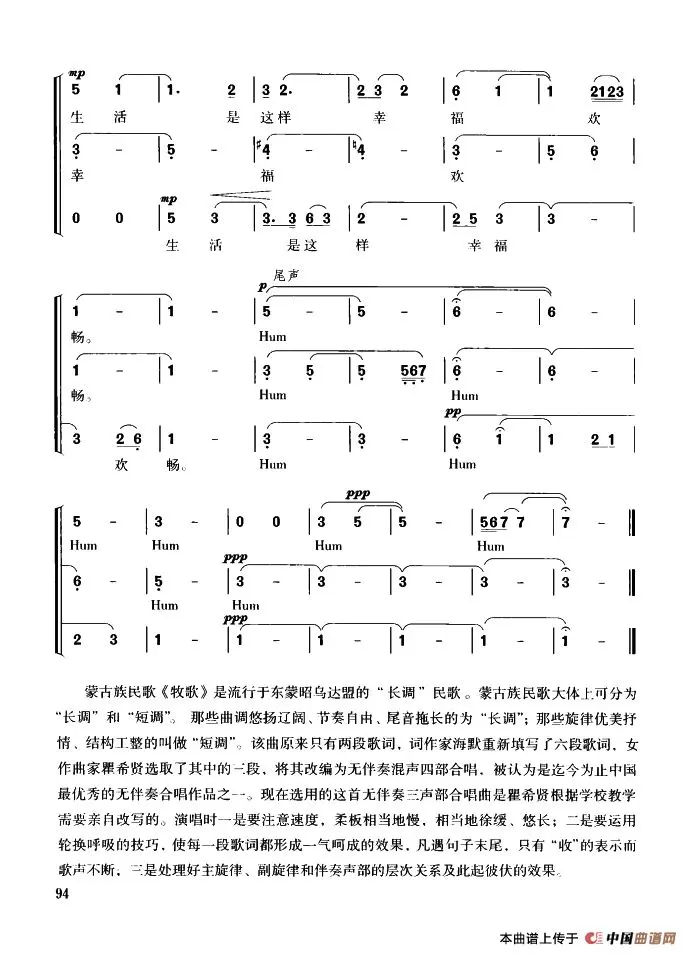 mp
5 1 | 1. 2 | 3 2. | 2 3 2 | 6 1 | 1 2123 |
生 活 是 这样 幸 福 欢
3 - | 5 - | #4 - | #4 - | 3 - | 5 6 |
幸 福 欢
mp
0 0 | 5 3 | 3. 3 6 3 | 2 - | 2 5 3 | 3 - |
生 活 是这 样 幸 福
尾声
p
1 - | 1 - | 5 - | 5 - | 6 - | 6 - |
畅。 Hum
1 - | 1 - | 3 5 | 5 567 | 6 - | 6 - |
畅。 Hum Hum
pp
3 2 6 | 1 - | 3 - | 3 - | 6 1 | 1 2 1 |
欢 畅。 Hum Hum
ppp
5 - | 3 - | 0 0 | 3 5 | 5 - | 567 7 | 7 - ‖
Hum Hum Hum Hum
ppp
6 - | 5 - | 3 - | 3 - | 3 - | 3 - | 3 - ‖
Hum Hum
ppp
2 3 | 1 - | 1 - | 1 - | 1 - | 1 - | 1 - ‖
蒙古族民歌《牧歌》是流行于东蒙昭乌达盟的“长调”民歌。蒙古族民歌大体上可分为
“长调”和“短调”。那些曲调悠扬辽阔、节奏自由、尾音拖长的为“长调”；那些旋律优美抒
情、结构工整的叫做“短调”。该曲原来只有两段歌词，词作家海默重新填写了六段歌词，女
作曲家瞿希贤选取了其中的三段，将其改编为无伴奏混声四部合唱，被认为是迄今为止中国
最优秀的无伴奏合唱作品之一。现在选用的这首无伴奏三声部合唱曲是瞿希贤根据学校教学
需要亲自改写的。演唱时一是要注意速度，柔板相当地慢，相当地徐缓、悠长；二是要运用
轮换呼吸的技巧，使每一段歌词都形成一气呵成的效果，凡遇句子末尾，只有“收”的表示而
歌声不断，三是处理好主旋律、副旋律和伴奏声部的层次关系及此起彼伏的效果。
94
本曲谱上传于 中国曲谱网